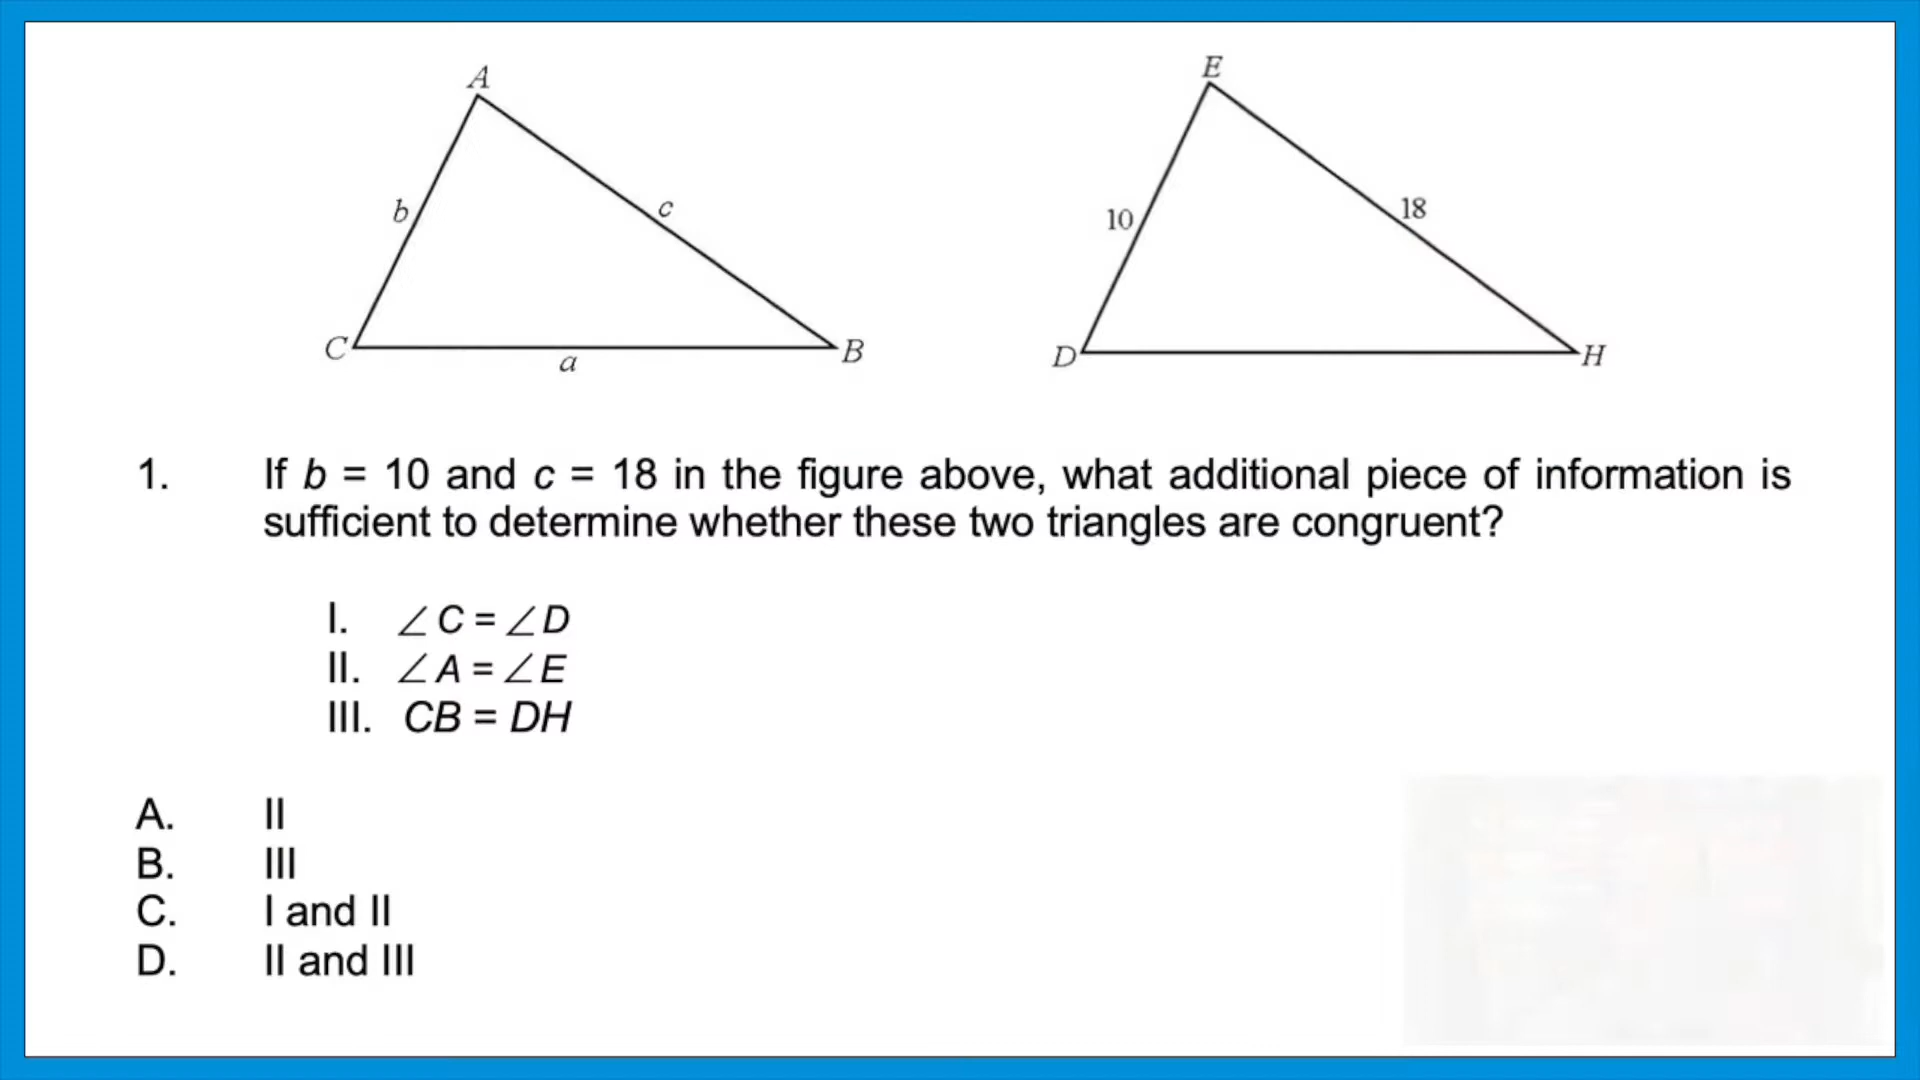 A
E
b
c
10
18
C
B
a
D
H
1. If b = 10 and c = 18 in the figure above, what additional piece of information is
sufficient to determine whether these two triangles are congruent?
I. ∠C = ∠D
II. ∠A = ∠E
III. CB = DH
A. II
B. III
C. I and II
D. II and III